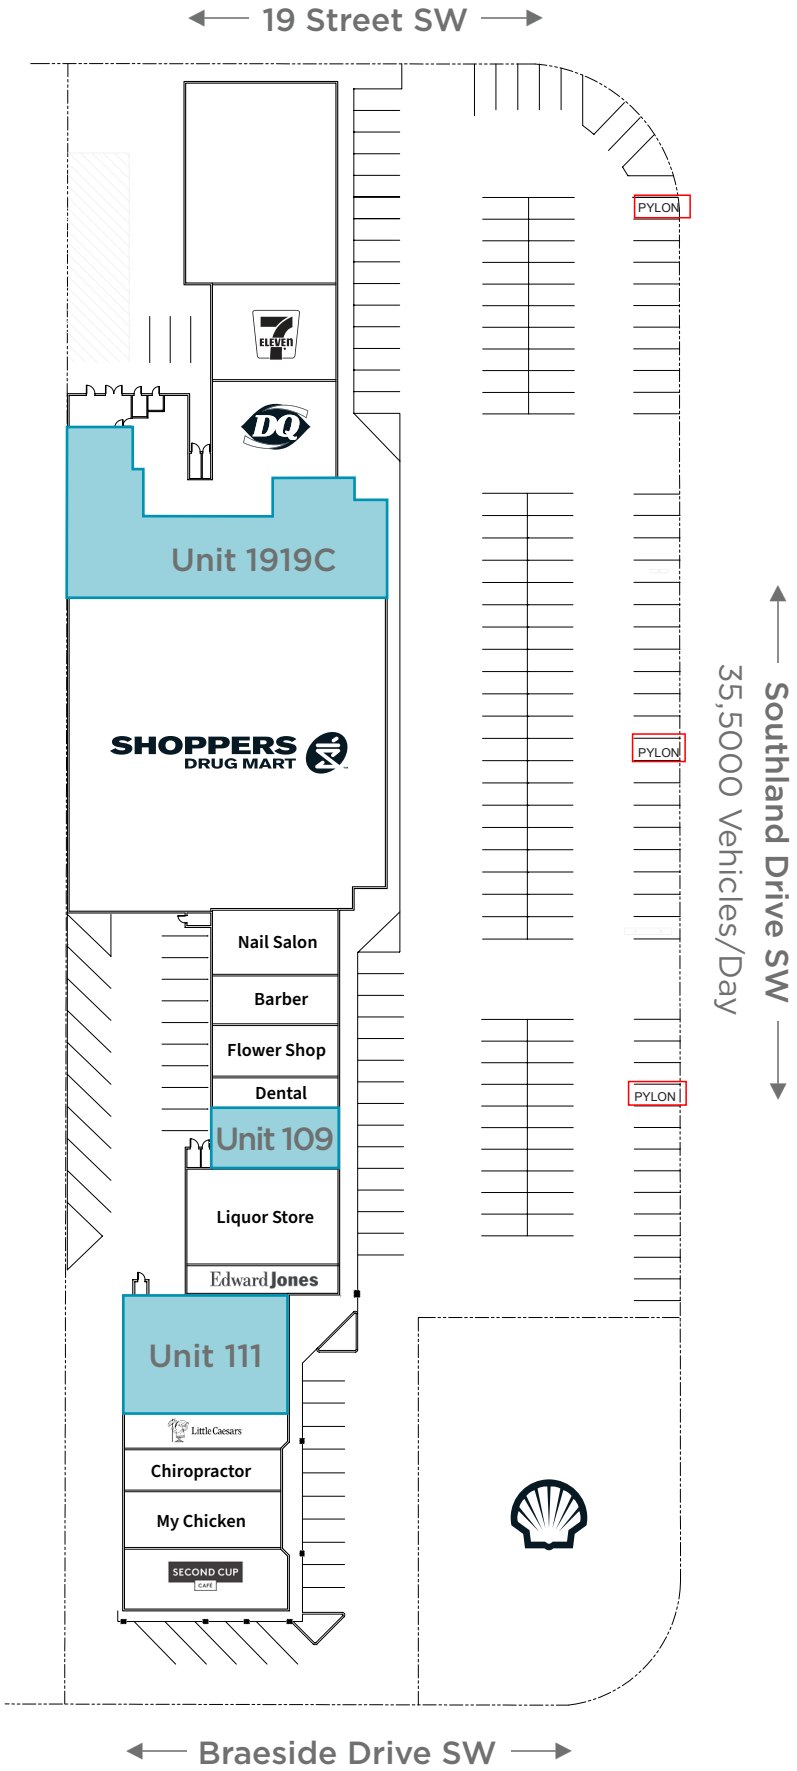 19 Street SW
PYLON
7
ELEVEN
DQ
Unit 1919C
SHOPPERS
DRUG MART
PYLON
Southland Drive SW
35,5000 Vehicles/Day
Nail Salon
Barber
Flower Shop
Dental
PYLON
Unit 109
Liquor Store
Edward Jones
Unit 111
Little Caesars
Chiropractor
My Chicken
SECOND CUP
CAFÉ
Braeside Drive SW